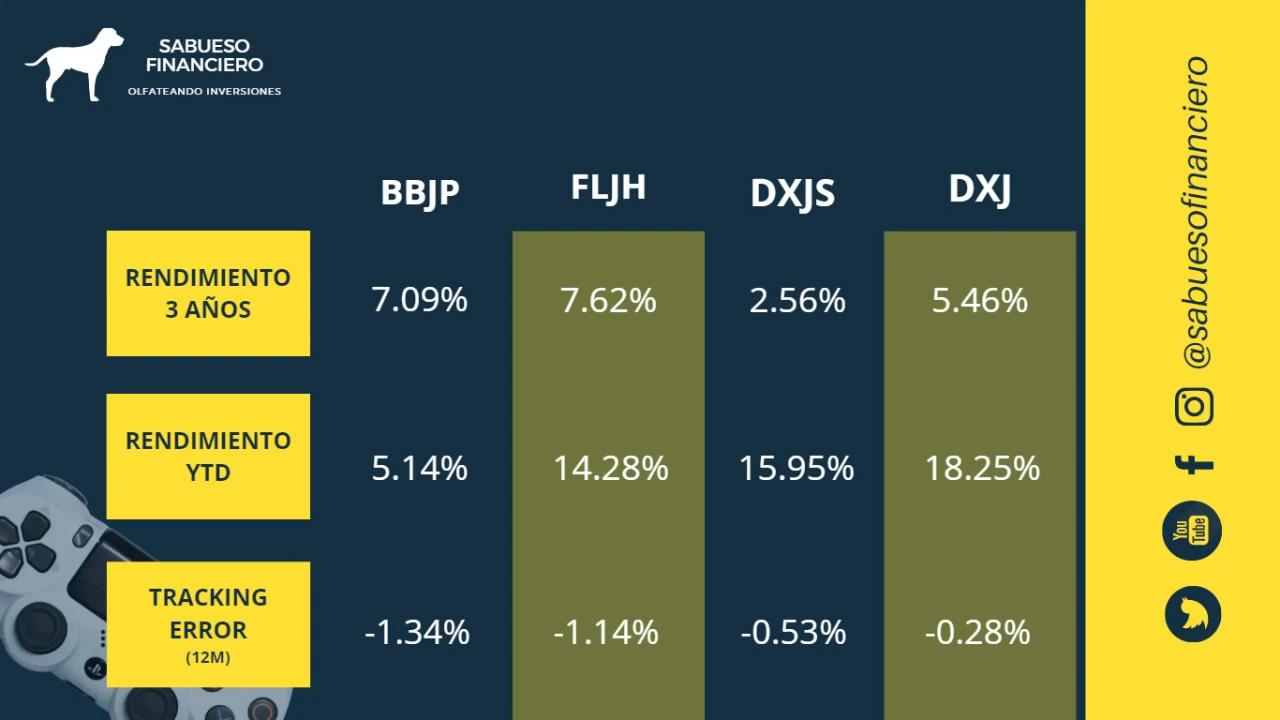 SABUESO
FINANCIERO
OLFATEANDO INVERSIONES
BBJP FLJH DXJS DXJ
RENDIMIENTO
3 AÑOS
7.09% 7.62% 2.56% 5.46%
RENDIMIENTO
YTD
5.14% 14.28% 15.95% 18.25%
TRACKING
ERROR
(12M)
-1.34% -1.14% -0.53% -0.28%
@sabuesofinanciero
You
Tube